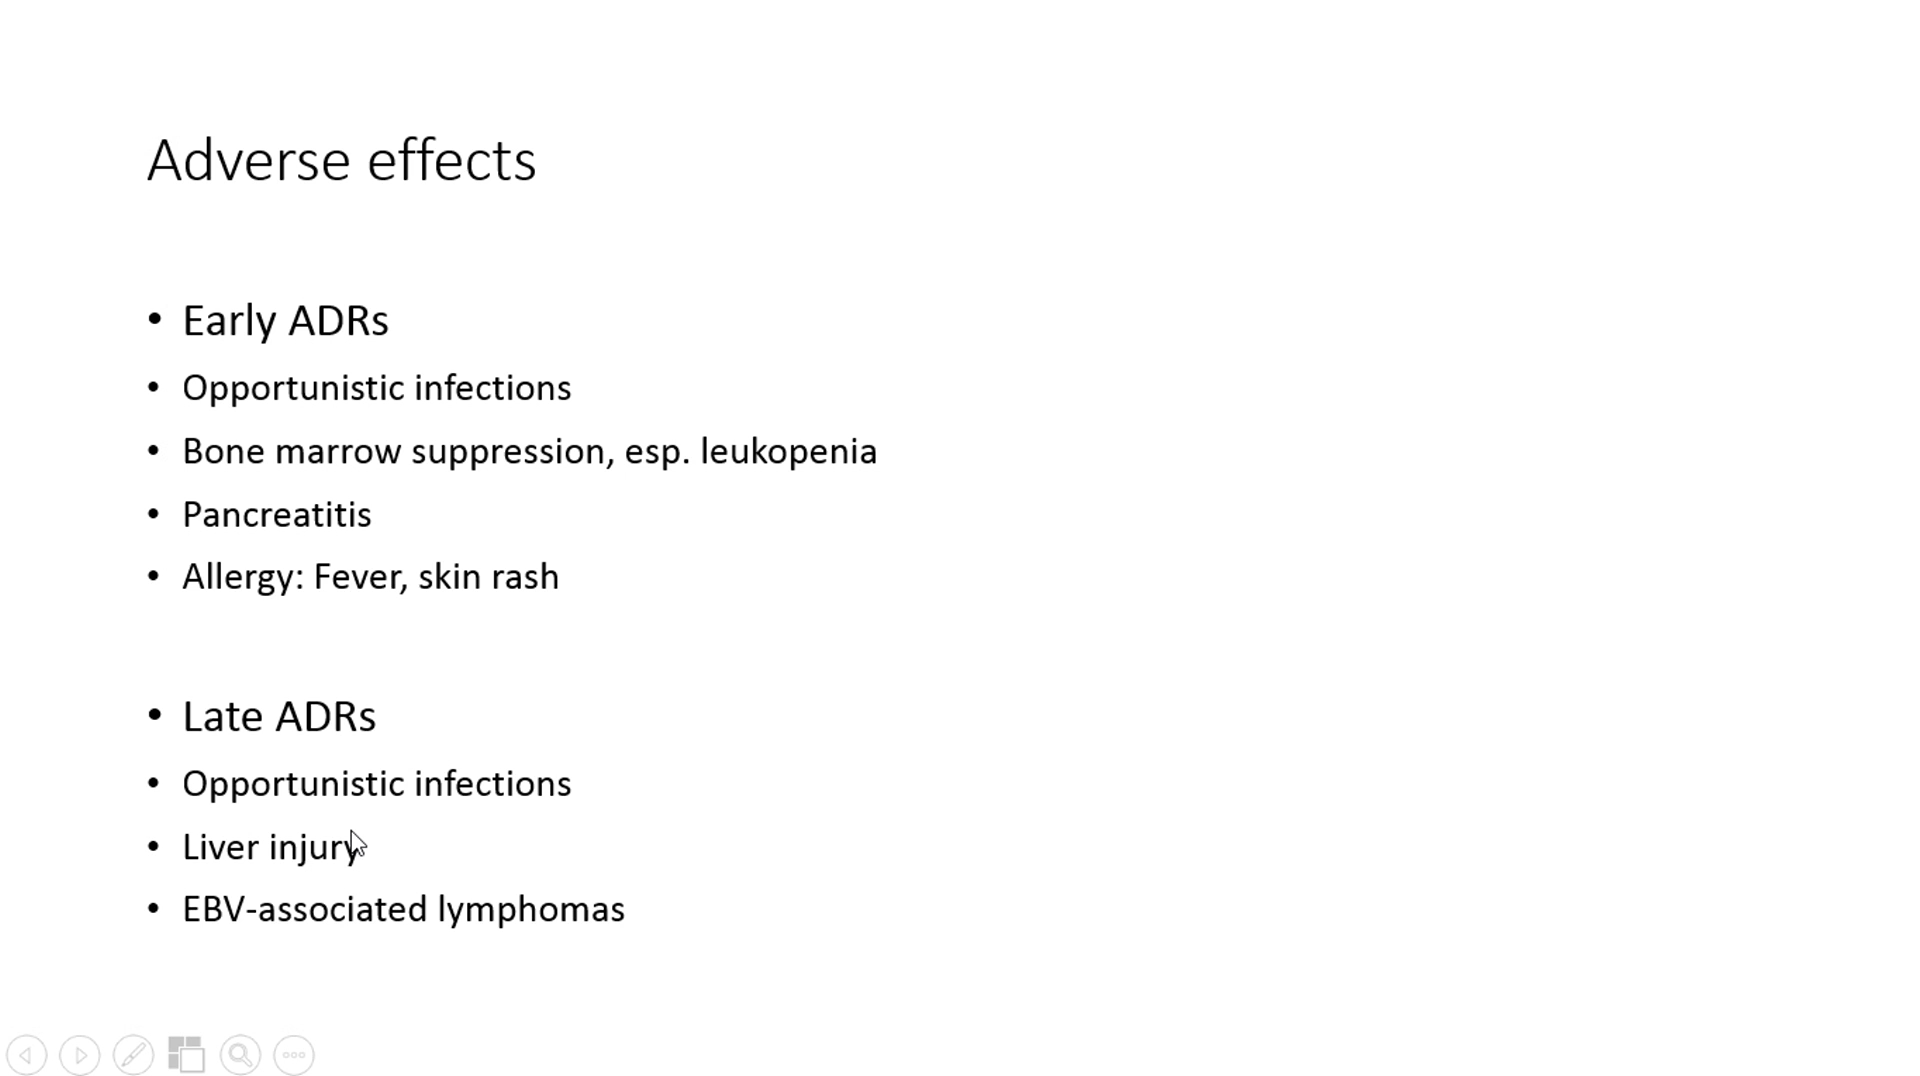 Adverse effects
• Early ADRs
• Opportunistic infections
• Bone marrow suppression, esp. leukopenia
• Pancreatitis
• Allergy: Fever, skin rash
• Late ADRs
• Opportunistic infections
• Liver injury
• EBV-associated lymphomas